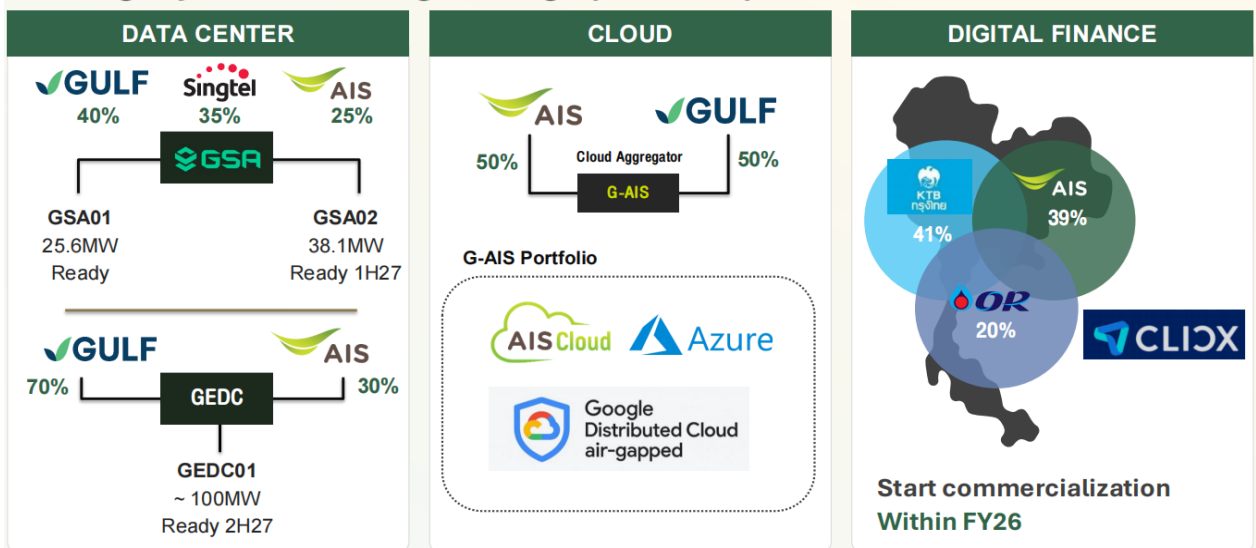 DATA CENTER
GULF
40%
Singtel
35%
AIS
25%
GSA
GSA01
25.6MW
Ready
GSA02
38.1MW
Ready 1H27
GULF
70%
AIS
30%
GEDC
GEDC01
~ 100MW
Ready 2H27
CLOUD
AIS
50%
GULF
50%
Cloud Aggregator
G-AIS
G-AIS Portfolio
AIS Cloud
Azure
Google
Distributed Cloud
air-gapped
DIGITAL FINANCE
KTB
กรุงไทย
41%
AIS
39%
OR
20%
CLICX
Start commercialization
Within FY26